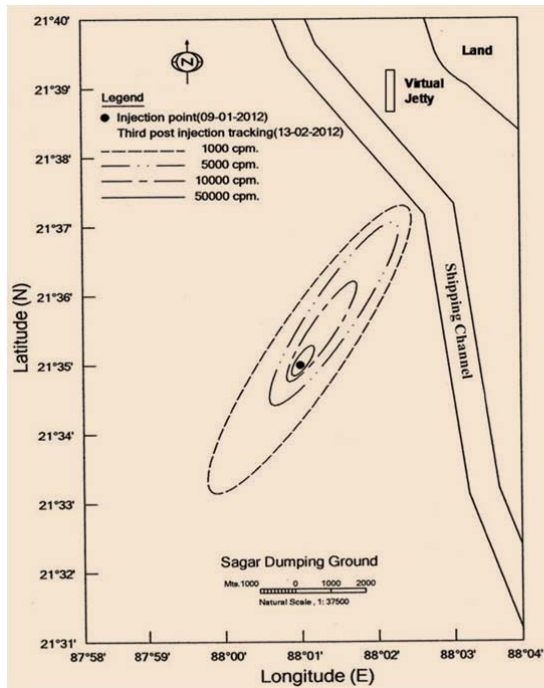 21°40'
21°39'
21°38'
21°37'
21°36'
21°35'
21°34'
21°33'
21°32'
21°31'
Latitude (N)
N
Land
Virtual
Jetty
Legend
Injection point(09-01-2012)
Third post injection tracking(13-02-2012)
1000 cpm.
5000 cpm.
10000 cpm.
50000 cpm.
Shipping Channel
Sagar Dumping Ground
Mts.1000 0 1000 2000
Natural Scale , 1: 37500
87°58' 87°59' 88°00' 88°01' 88°02' 88°03' 88°04'
Longitude (E)